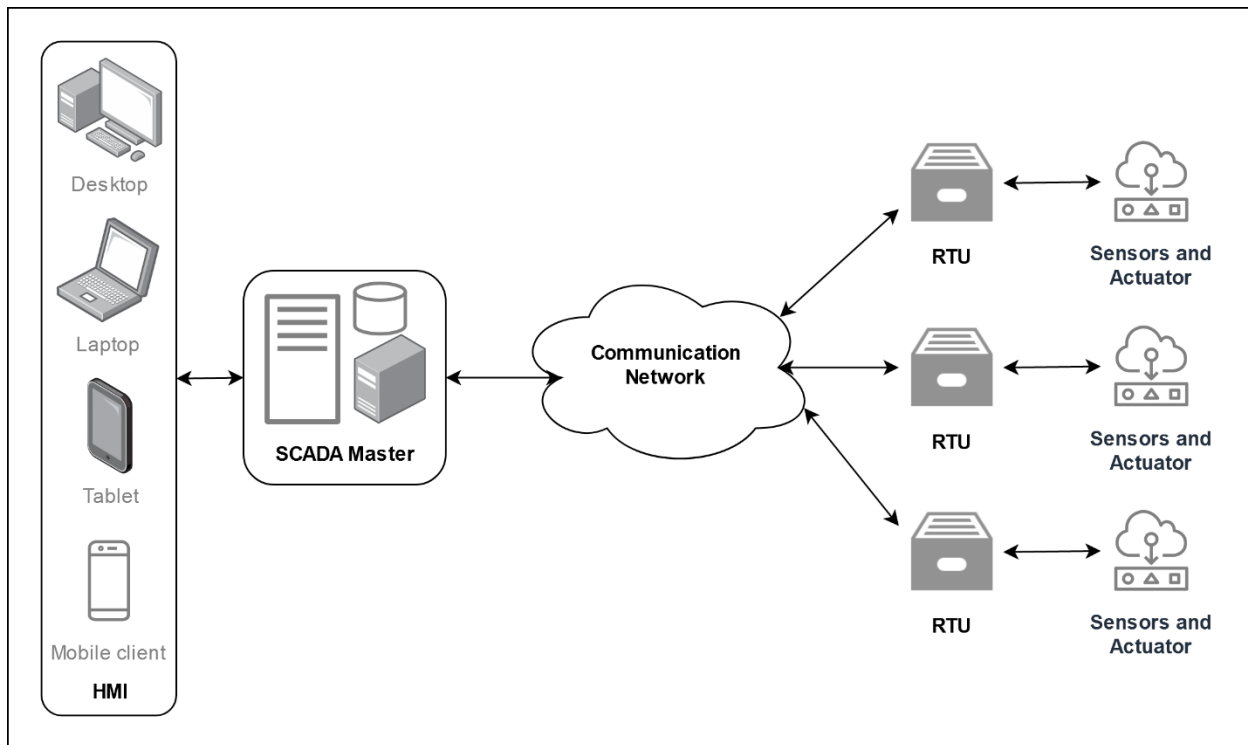 Desktop
Laptop
Tablet
Mobile client
HMI
SCADA Master
Communication
Network
RTU
Sensors and
Actuator
RTU
Sensors and
Actuator
RTU
Sensors and
Actuator